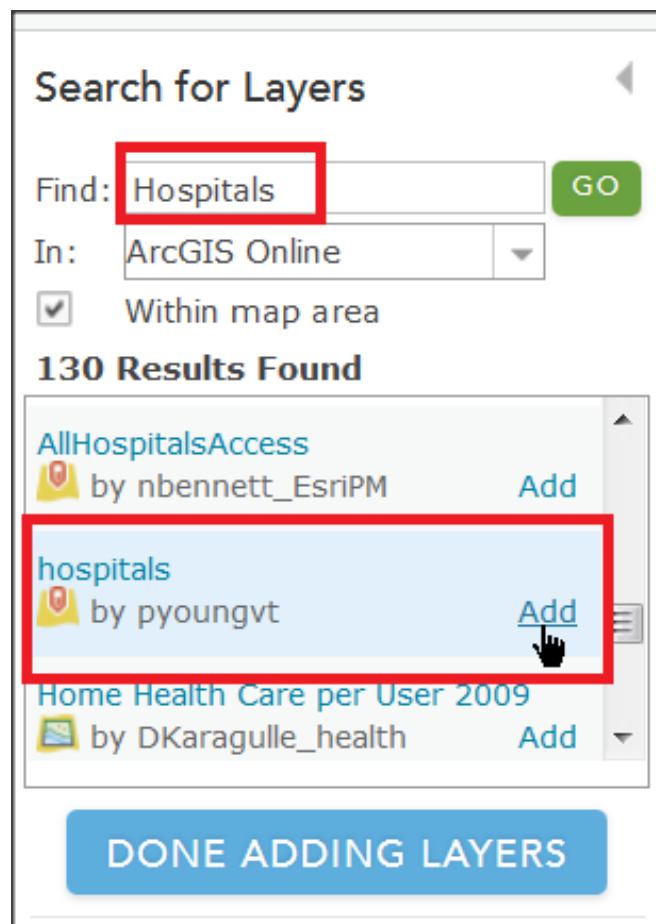 Search for Layers
Find: Hospitals GO
In: ArcGIS Online
Within map area
130 Results Found
AllHospitalsAccess
by nbennett_EsriPM Add
hospitals
by pyoungvt Add
Home Health Care per User 2009
by DKaragulle_health Add
DONE ADDING LAYERS